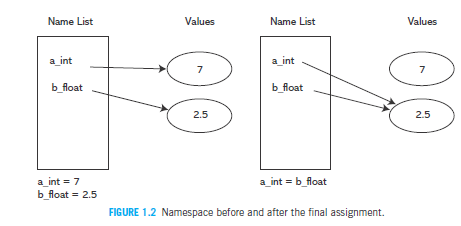 Name List Values Name List Values
a_int 7 a_int 7
b_float b_float
2.5 2.5
a_int = 7 a_int = b_float
b_float = 2.5
FIGURE 1.2 Namespace before and after the final assignment.